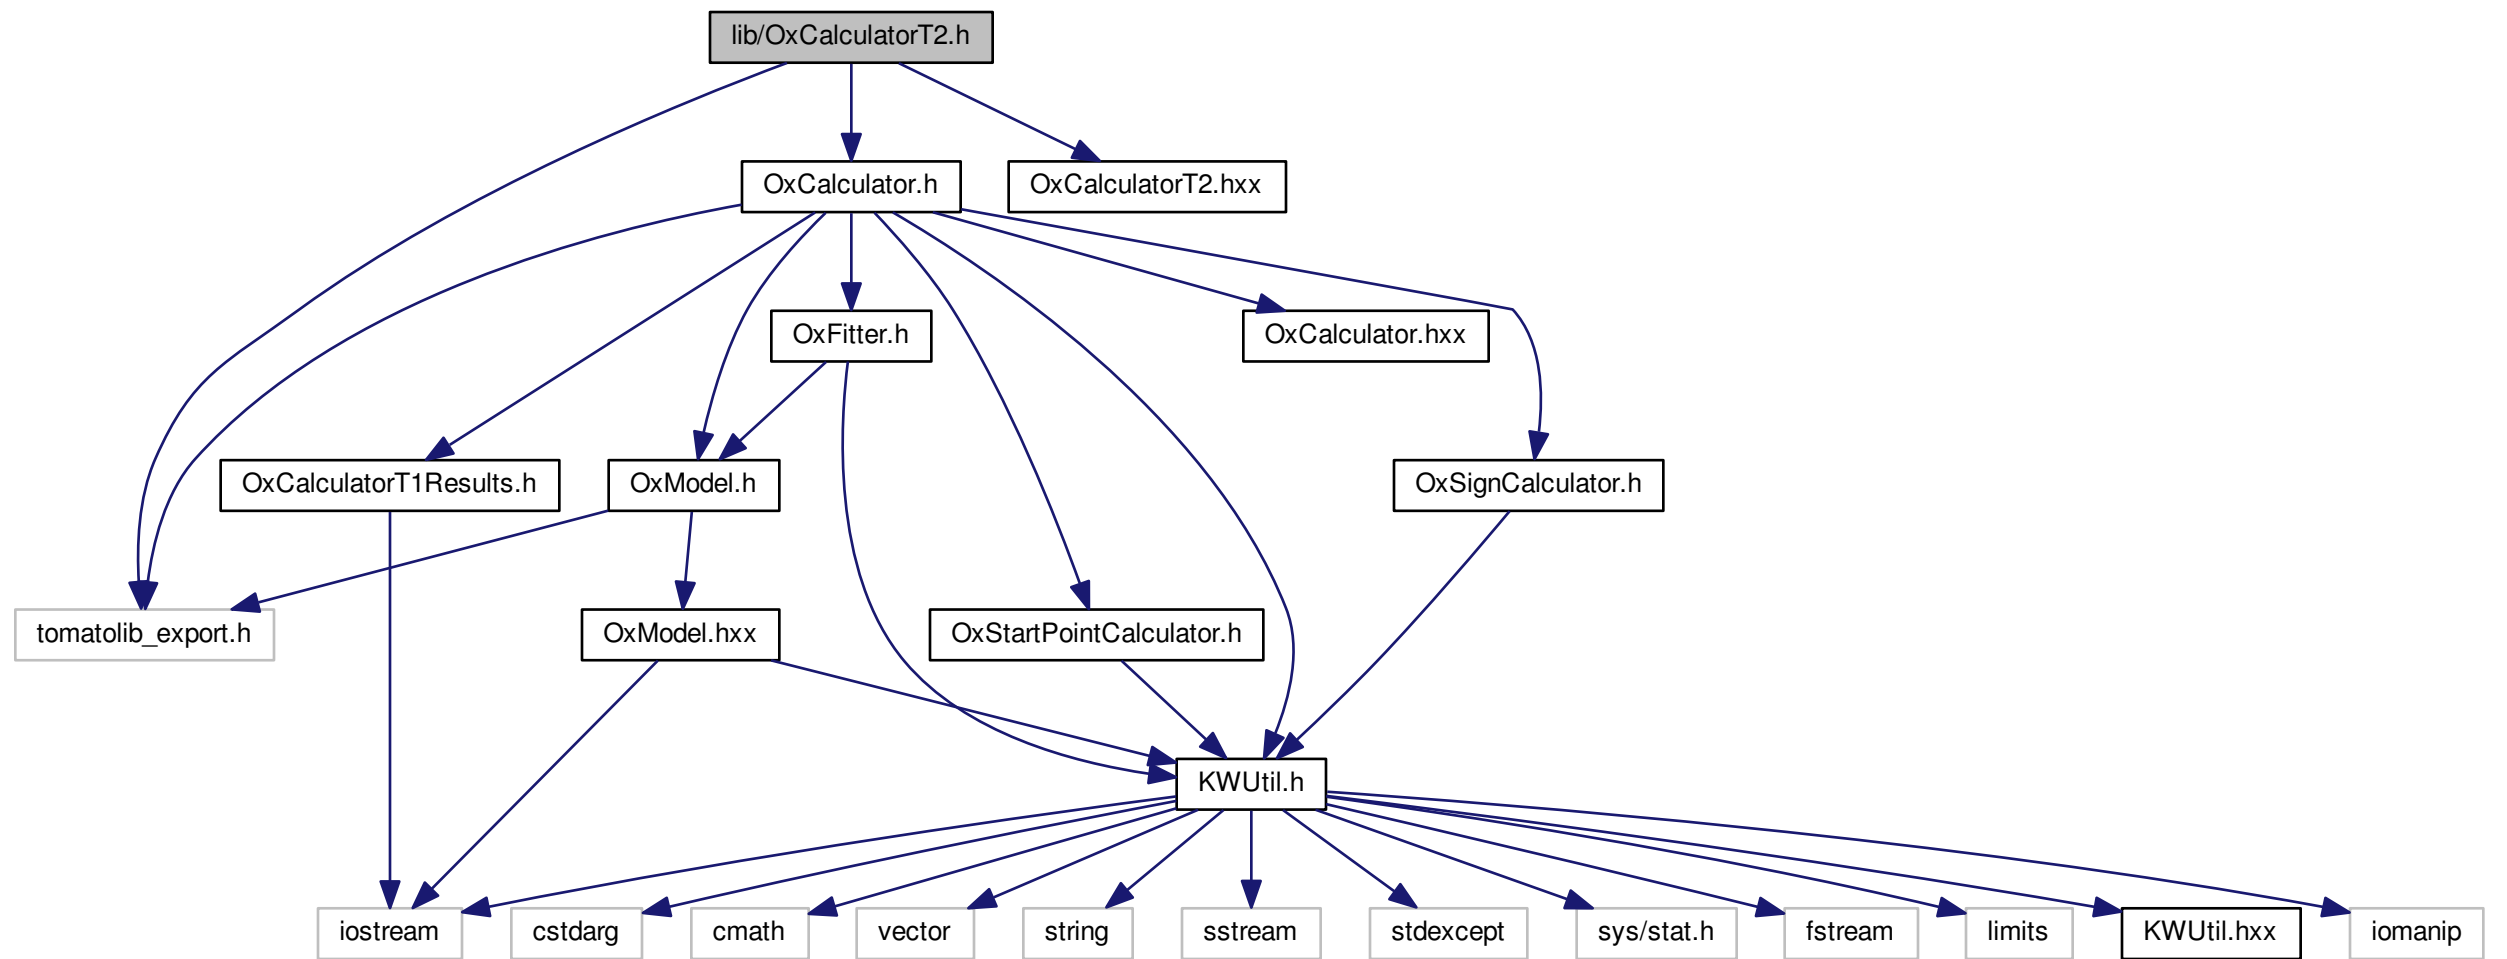 lib/OxCalculatorT2.h
OxCalculator.h
OxCalculatorT2.hxx
OxFitter.h
OxCalculator.hxx
OxCalculatorT1Results.h
OxModel.h
OxSignCalculator.h
tomatolib_export.h
OxModel.hxx
OxStartPointCalculator.h
KWUtil.h
iostream
cstdarg
cmath
vector
string
sstream
stdexcept
sys/stat.h
fstream
limits
KWUtil.hxx
iomanip